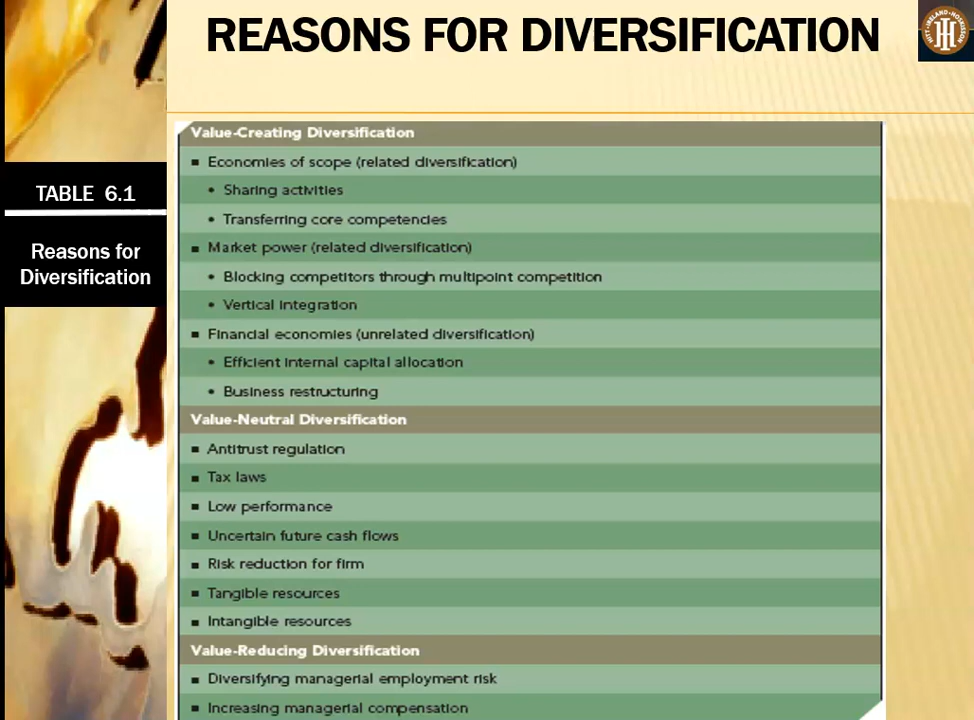 REASONS FOR DIVERSIFICATION
HITT • IRELAND • HOSKISSON
TABLE 6.1
Reasons for
Diversification
Value-Creating Diversification
▪ Economies of scope (related diversification)
• Sharing activities
• Transferring core competencies
▪ Market power (related diversification)
• Blocking competitors through multipoint competition
• Vertical integration
▪ Financial economies (unrelated diversification)
• Efficient internal capital allocation
• Business restructuring
Value-Neutral Diversification
▪ Antitrust regulation
▪ Tax laws
▪ Low performance
▪ Uncertain future cash flows
▪ Risk reduction for firm
▪ Tangible resources
▪ Intangible resources
Value-Reducing Diversification
▪ Diversifying managerial employment risk
▪ Increasing managerial compensation